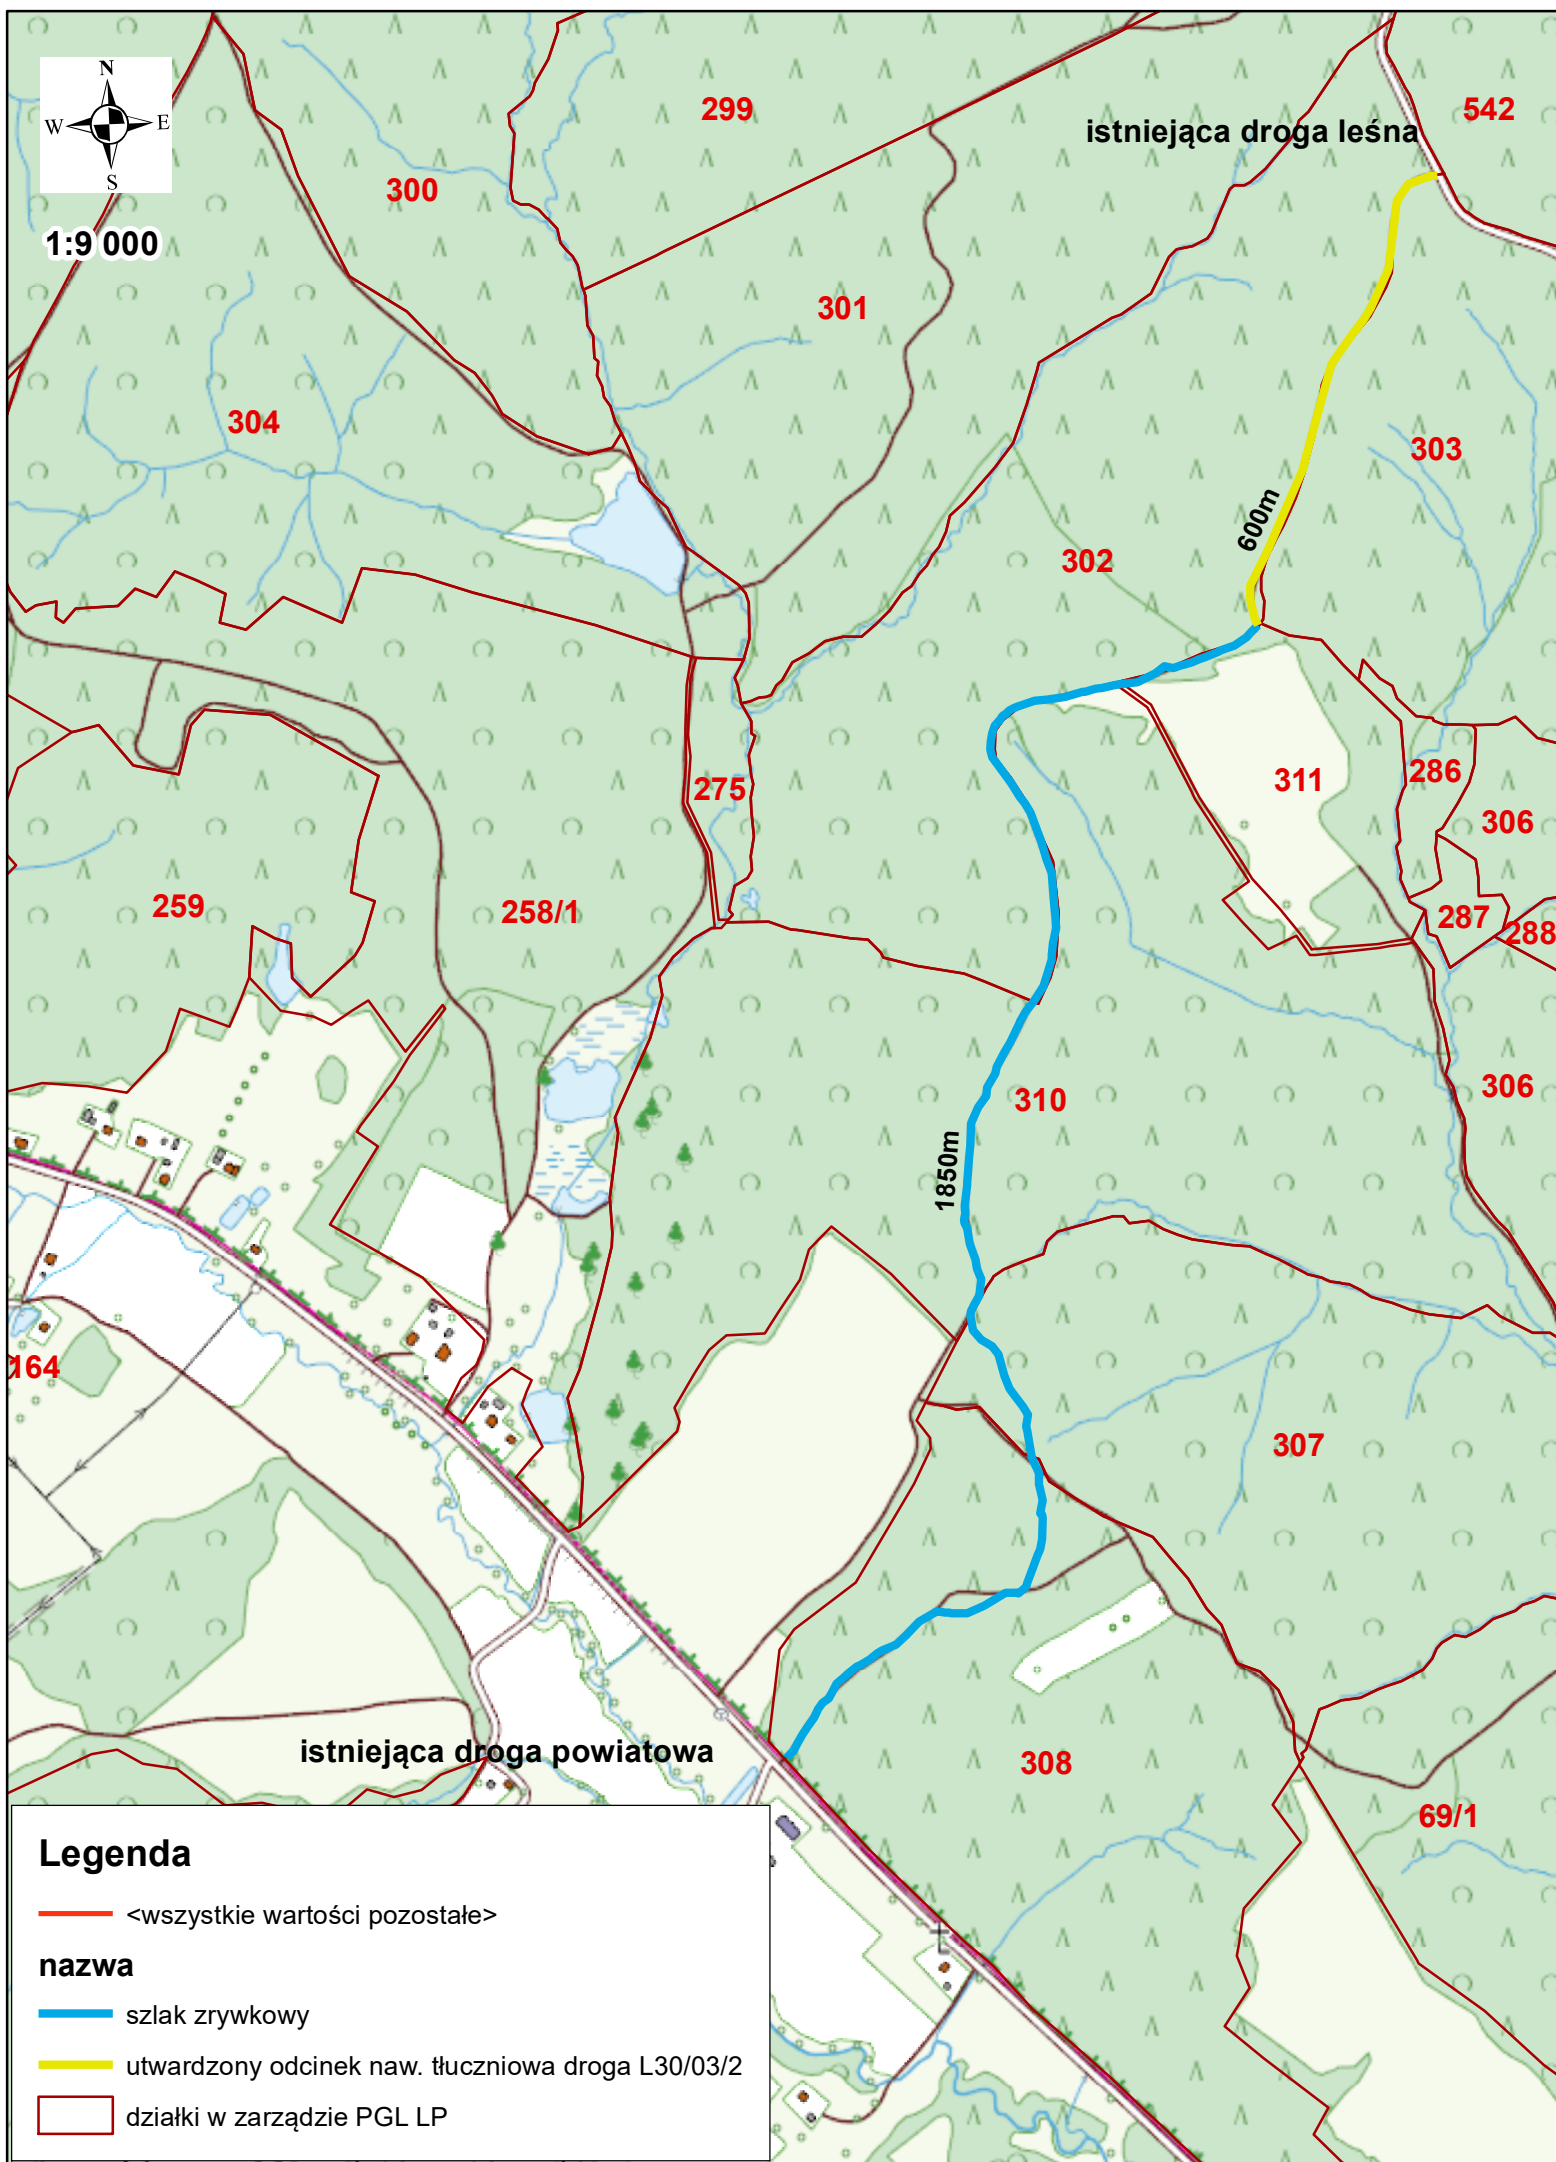 N
W E
S
1:9 000
299
542
istniejąca droga leśna
300
301
304
303
600m
302
275
311
286
306
259
258/1
287
288
310
306
1850m
164
307
istniejąca droga powiatowa
308
69/1
Legenda
<wszystkie wartości pozostałe>
nazwa
szlak zrywkowy
utwardzony odcinek naw. tłuczniowa droga L30/03/2
działki w zarządzie PGL LP